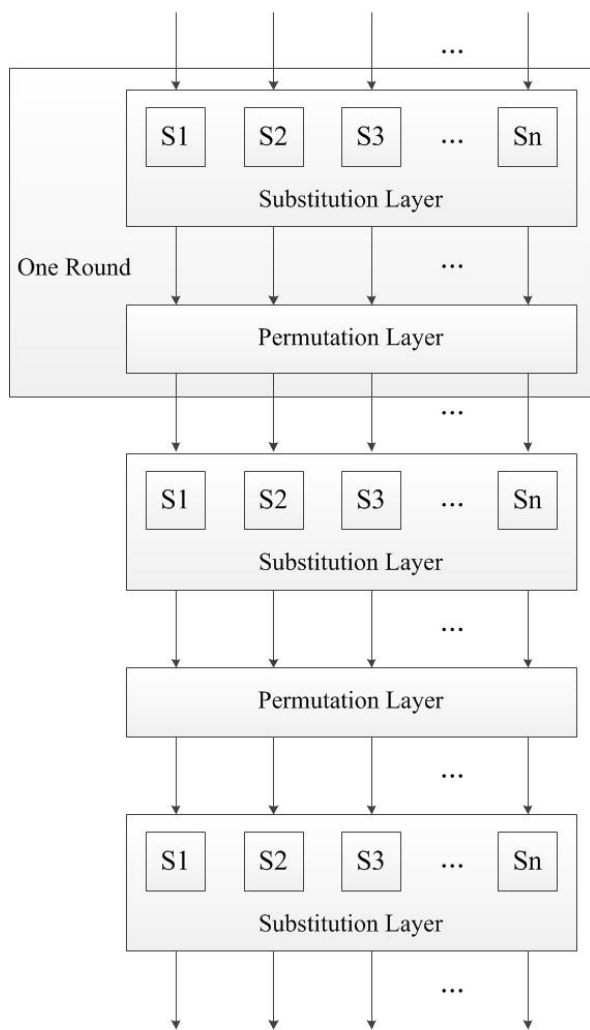 ...
S1 S2 S3 ... Sn
Substitution Layer
...
One Round
Permutation Layer
...
S1 S2 S3 ... Sn
Substitution Layer
...
Permutation Layer
...
S1 S2 S3 ... Sn
Substitution Layer
...